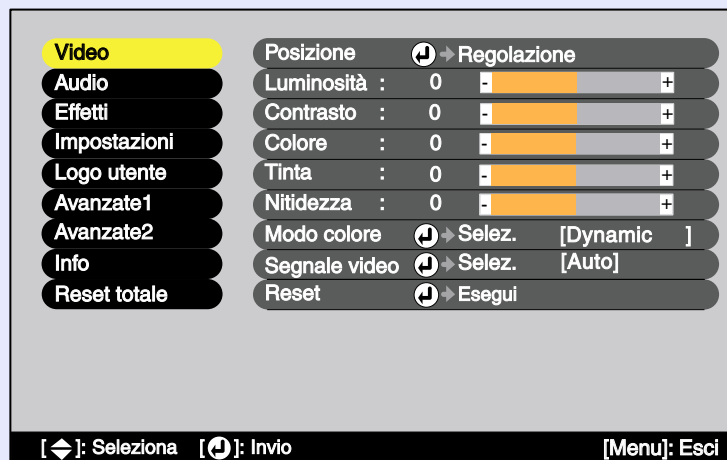 Video
Audio
Effetti
Impostazioni
Logo utente
Avanzate1
Avanzate2
Info
Reset totale
Posizione Regolazione
Luminosità : 0 - +
Contrasto : 0 - +
Colore : 0 - +
Tinta : 0 - +
Nitidezza : 0 - +
Modo colore Selez. [Dynamic ]
Segnale video Selez. [Auto]
Reset Esegui
[ ]: Seleziona [ ]: Invio [Menu]: Esci